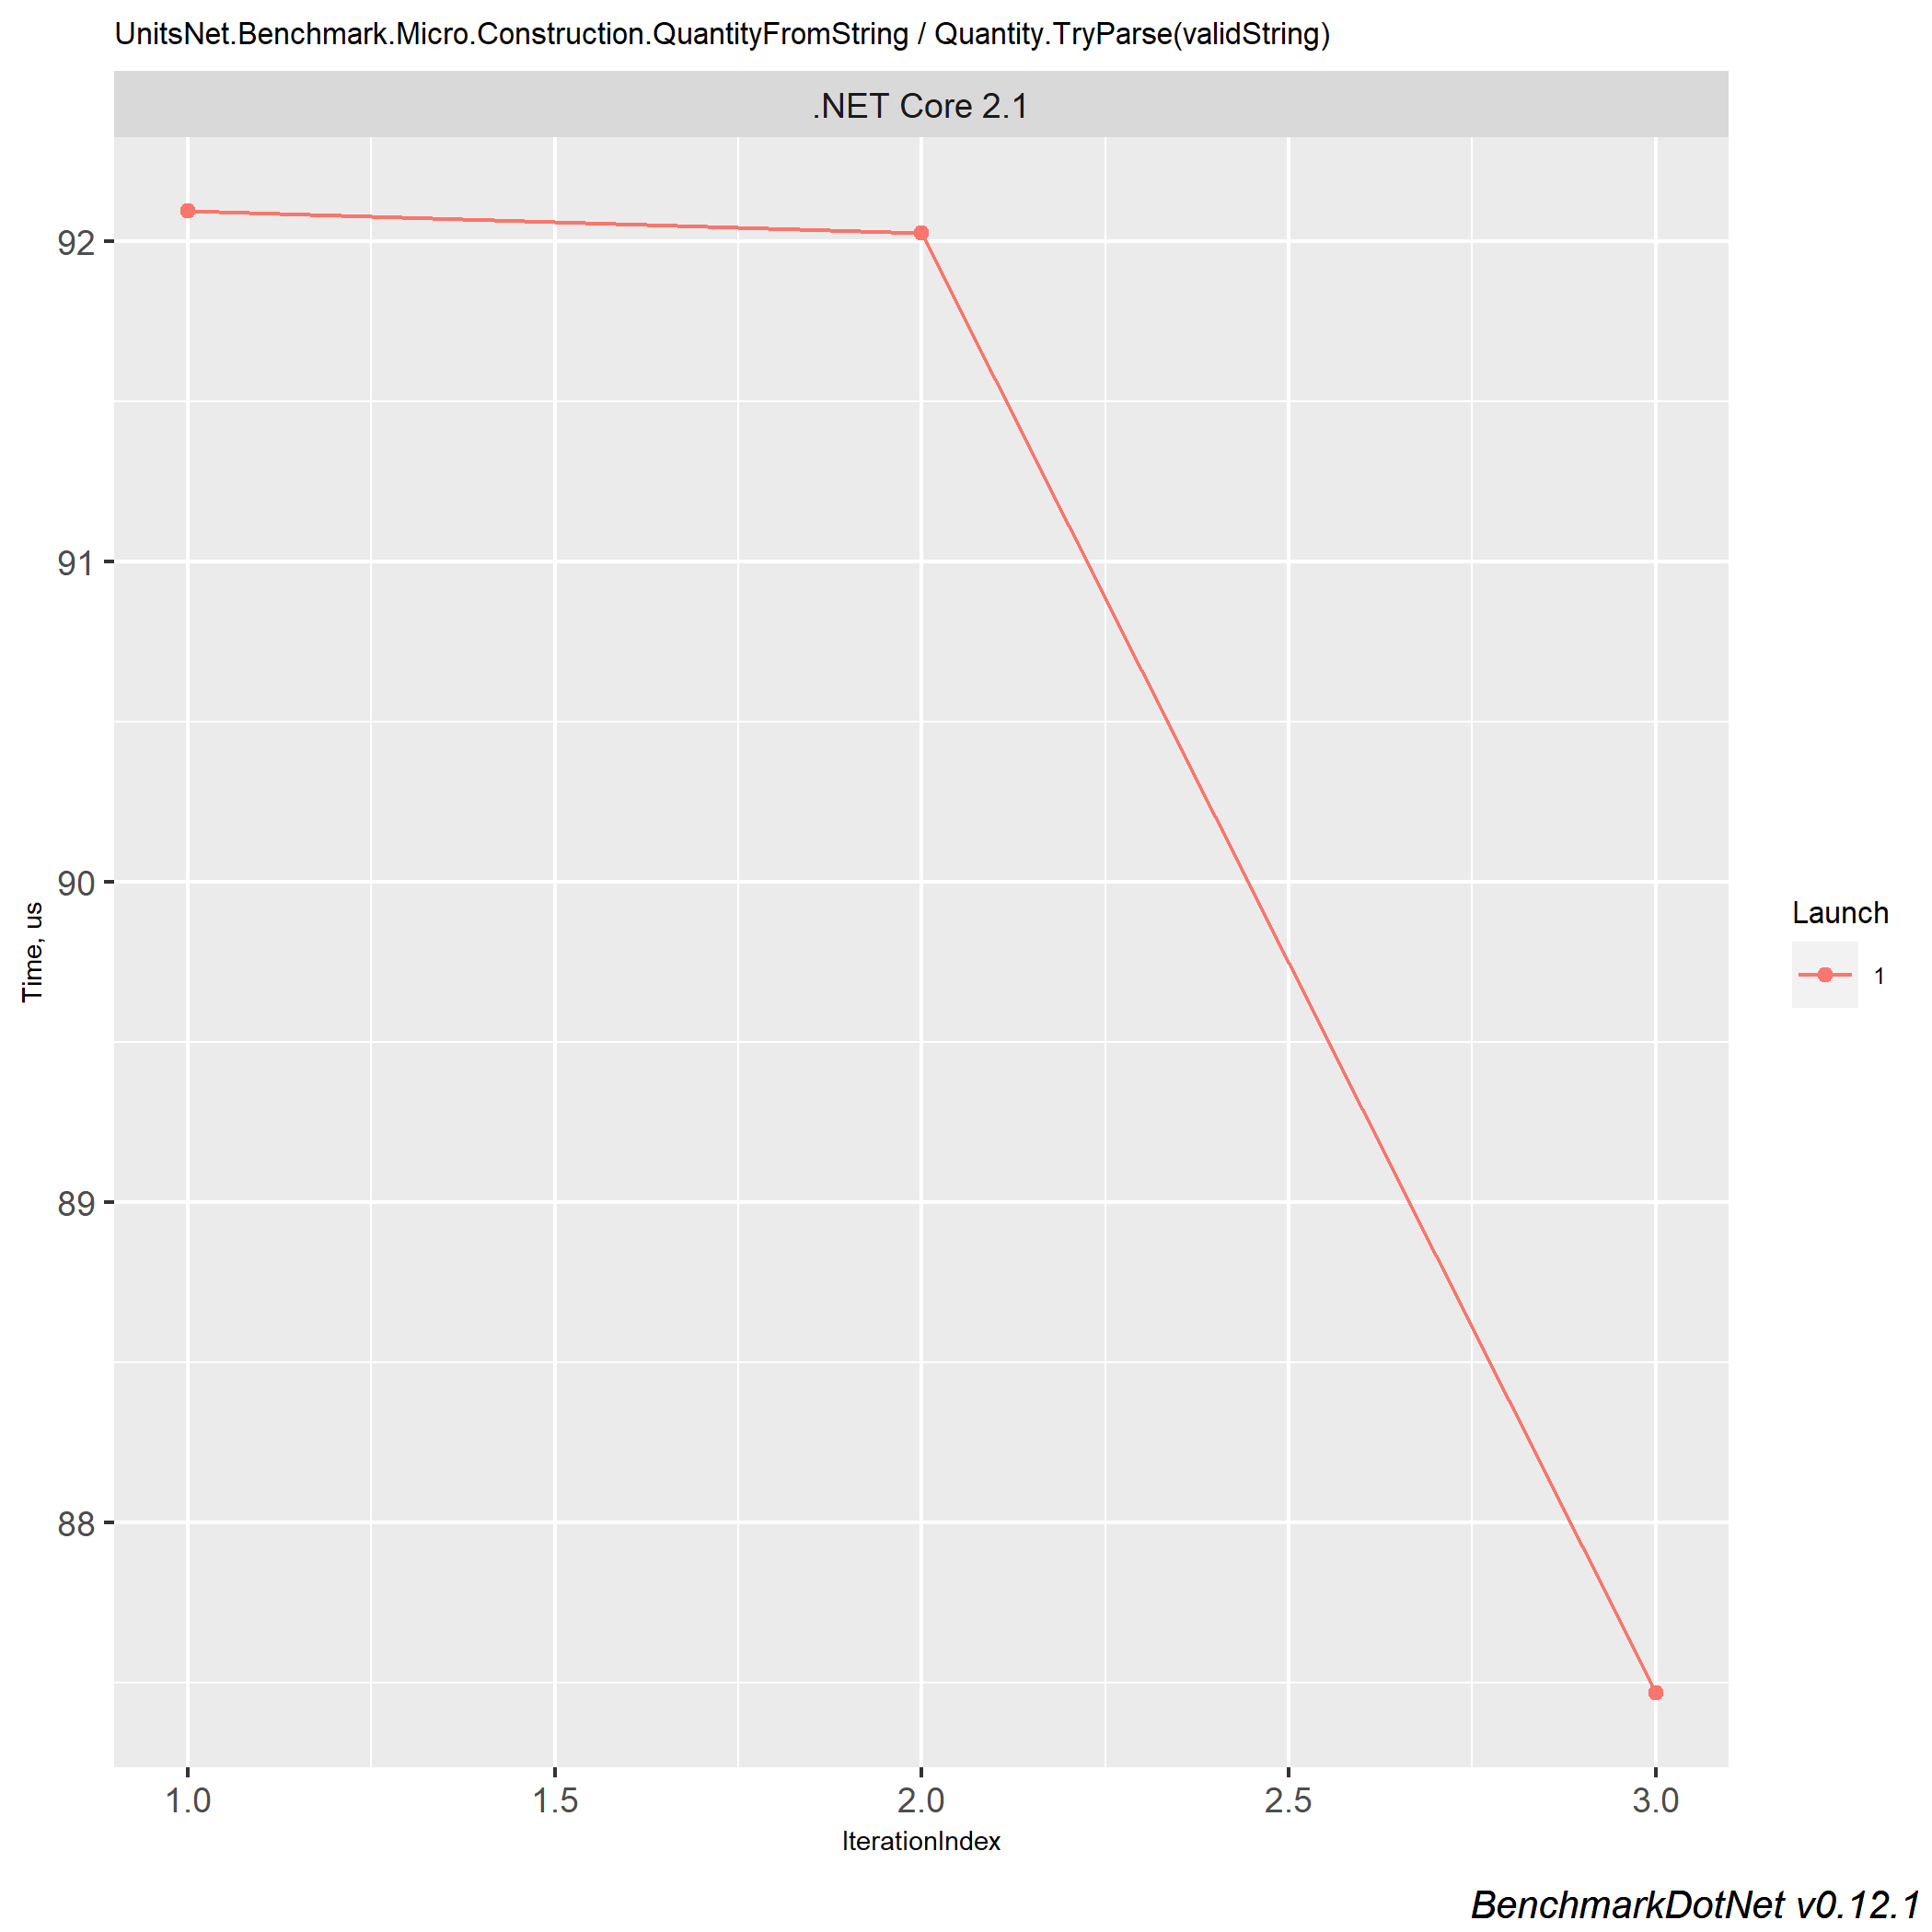 UnitsNet.Benchmark.Micro.Construction.QuantityFromString / Quantity.TryParse(validString)
.NET Core 2.1
92
91
90
89
88
Time, us
1.0 1.5 2.0 2.5 3.0
IterationIndex
Launch
1
BenchmarkDotNet v0.12.1